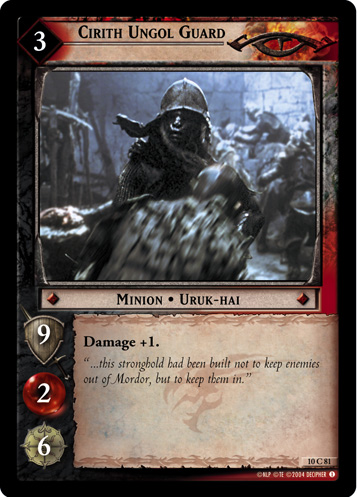 3 CIRITH UNGOL GUARD
MINION • URUK-HAI
9
Damage +1.
2
“...this stronghold had been built not to keep enemies
out of Mordor, but to keep them in.”
6
10 C 81
©NLP ©TE ©2004 DECIPHER